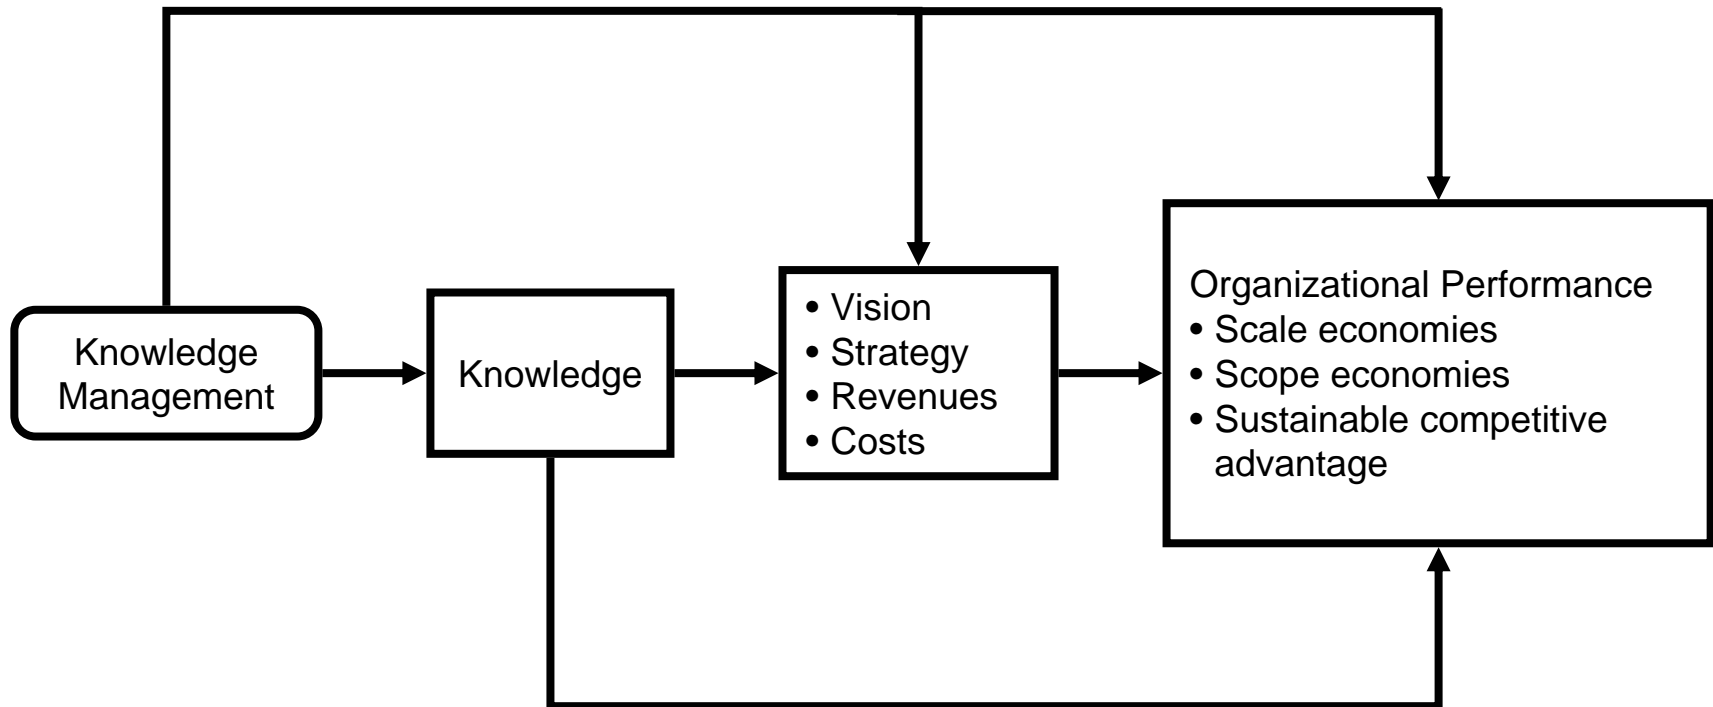 Knowledge
Management
Knowledge
• Vision
• Strategy
• Revenues
• Costs
Organizational Performance
• Scale economies
• Scope economies
• Sustainable competitive
advantage